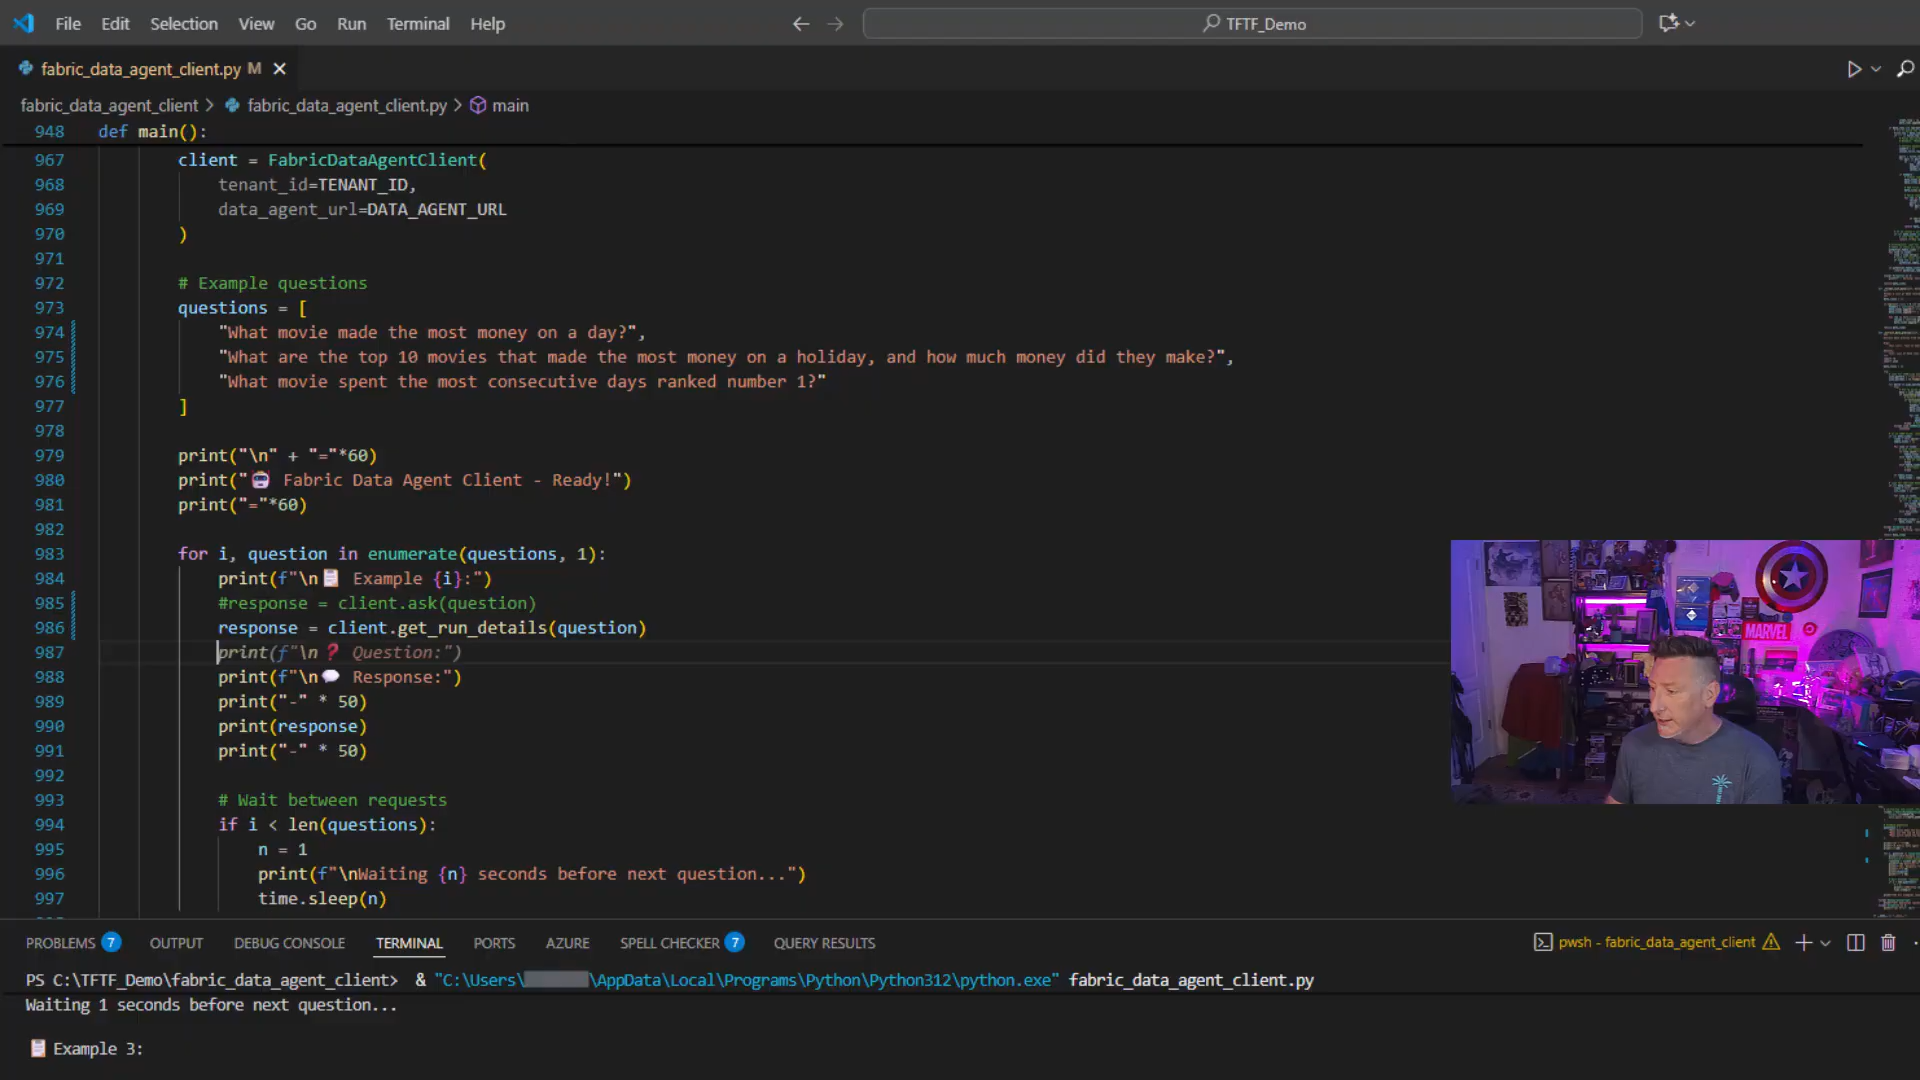 File Edit Selection View Go Run Terminal Help
TFTF_Demo
fabric_data_agent_client.py M
fabric_data_agent_client > fabric_data_agent_client.py > main
948 def main():
967 client = FabricDataAgentClient(
968 tenant_id=TENANT_ID,
969 data_agent_url=DATA_AGENT_URL
970 )
971
972 # Example questions
973 questions = [
974 "What movie made the most money on a day?",
975 "What are the top 10 movies that made the most money on a holiday, and how much money did they make?",
976 "What movie spent the most consecutive days ranked number 1?"
977 ]
978
979 print("\n" + "="*60)
980 print("🤖 Fabric Data Agent Client - Ready!")
981 print("="*60)
982
983 for i, question in enumerate(questions, 1):
984 print(f"\n📋 Example {i}:")
985 #response = client.ask(question)
986 response = client.get_run_details(question)
987 print(f"\n❓ Question:")
988 print(f"\n💬 Response:")
989 print("-" * 50)
990 print(response)
991 print("-" * 50)
992
993 # Wait between requests
994 if i < len(questions):
995 n = 1
996 print(f"\nWaiting {n} seconds before next question...")
997 time.sleep(n)
MARVEL
PROBLEMS 7 OUTPUT DEBUG CONSOLE TERMINAL PORTS AZURE SPELL CHECKER 7 QUERY RESULTS
pwsh - fabric_data_agent_client
PS C:\TFTF_Demo\fabric_data_agent_client> & "C:\Users\ \AppData\Local\Programs\Python\Python312\python.exe" fabric_data_agent_client.py
Waiting 1 seconds before next question...
📋 Example 3: